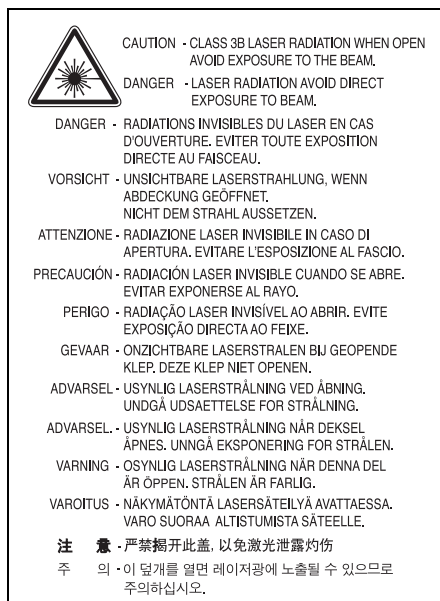 CAUTION - CLASS 3B LASER RADIATION WHEN OPEN
AVOID EXPOSURE TO THE BEAM.
DANGER - LASER RADIATION AVOID DIRECT
EXPOSURE TO BEAM.
DANGER - RADIATIONS INVISIBLES DU LASER EN CAS
D'OUVERTURE. EVITER TOUTE EXPOSITION
DIRECTE AU FAISCEAU.
VORSICHT - UNSICHTBARE LASERSTRAHLUNG, WENN
ABDECKUNG GEÖFFNET.
NICHT DEM STRAHL AUSSETZEN.
ATTENZIONE - RADIAZIONE LASER INVISIBILE IN CASO DI
APERTURA. EVITARE L'ESPOSIZIONE AL FASCIO.
PRECAUCIÓN - RADIACIÓN LASER INVISIBLE CUANDO SE ABRE.
EVITAR EXPONERSE AL RAYO.
PERIGO - RADIAÇÃO LASER INVISÍVEL AO ABRIR. EVITE
EXPOSIÇÃO DIRECTA AO FEIXE.
GEVAAR - ONZICHTBARE LASERSTRALEN BIJ GEOPENDE
KLEP. DEZE KLEP NIET OPENEN.
ADVARSEL - USYNLIG LASERSTRÅLNING VED ÅBNING.
UNDGÅ UDSAETTELSE FOR STRÅLNING.
ADVARSEL. - USYNLIG LASERSTRÅLNING NÅR DEKSEL
ÅPNES. UNNGÅ EKSPONERING FOR STRÅLEN.
VARNING - OSYNLIG LASERSTRÅLNING NÄR DENNA DEL
ÄR ÖPPEN. STRÅLEN ÄR FARLIG.
VAROITUS - NÄKYMÄTÖNTÄ LASERSÄTEILYÄ AVATTAESSA.
VARO SUORAA ALTISTUMISTA SÄTEELLE.
注 意 - 严禁揭开此盖, 以免激光泄露灼伤
주 의 - 이 덮개를 열면 레이저광에 노출될 수 있으므로
주의하십시오.